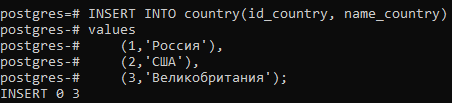 postgres=# INSERT INTO country(id_country, name_country)
postgres-# values
postgres-#     (1,'Россия'),
postgres-#     (2,'США'),
postgres-#     (3,'Великобритания');
INSERT 0 3